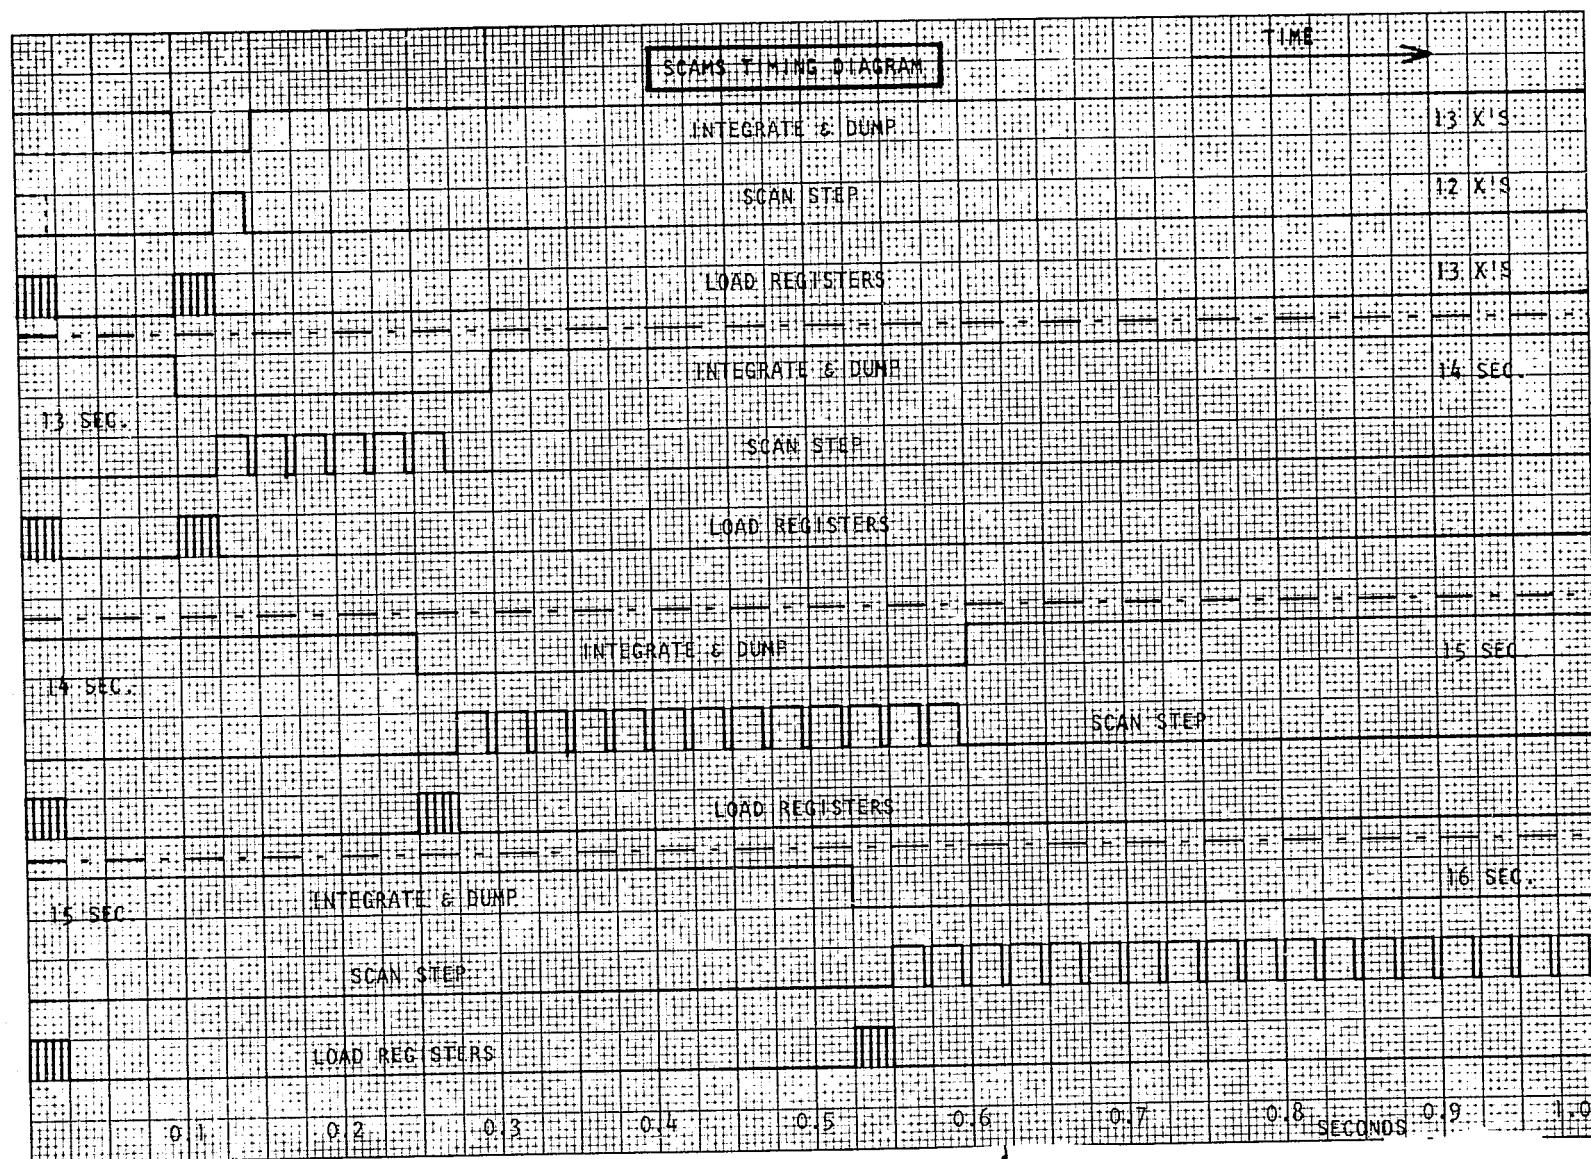 TIME
SCAMS TIMING DIAGRAM
INTEGRATE & DUMP 13 X'S
SCAN STEP 12 X'S
LOAD REGISTERS 13 X'S
INTEGRATE & DUMP 14 SEC.
13 SEC.
SCAN STEP
LOAD REGISTERS
INTEGRATE & DUMP 15 SEC.
14 SEC.
SCAN STEP
LOAD REGISTERS
INTEGRATE & DUMP 16 SEC.
15 SEC.
SCAN STEP
LOAD REGISTERS
0.1 0.2 0.3 0.4 0.5 0.6 0.7 0.8 0.9 1.0
SECONDS